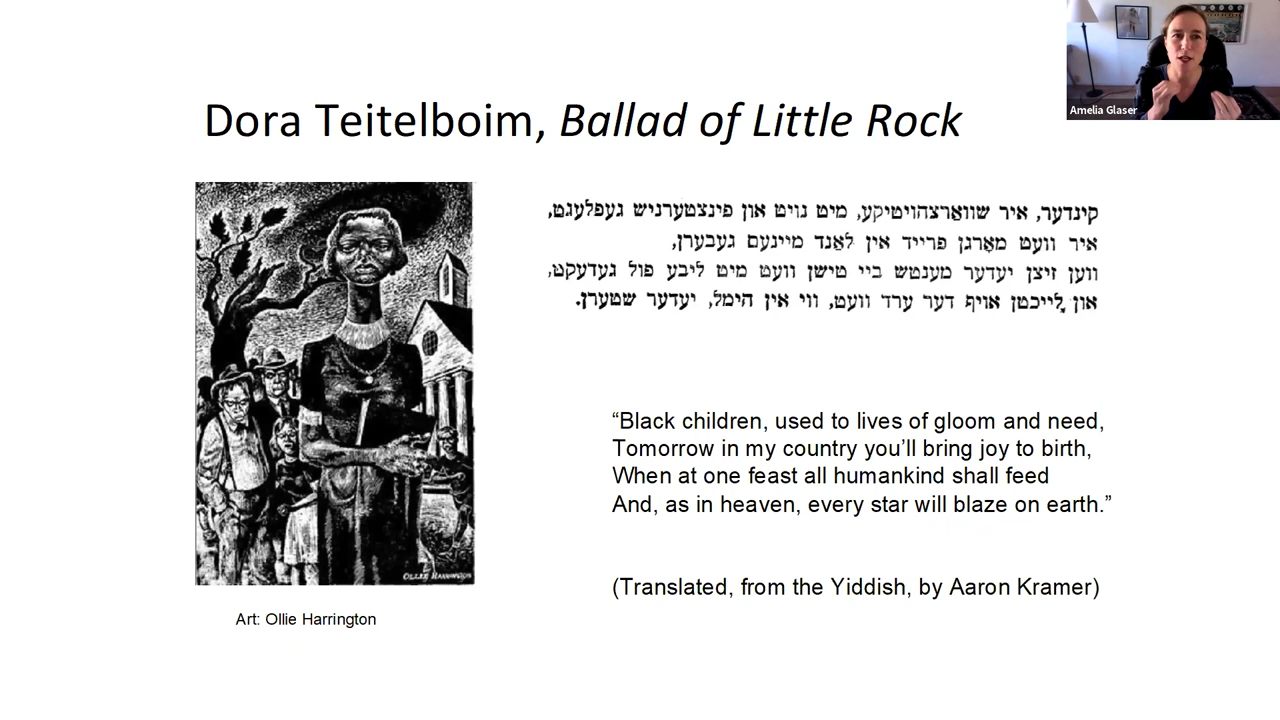 Amelia Glaser
Dora Teitelboim, Ballad of Little Rock
קינדער, איר שוואַרצהויטיקע, מיט נויט און פינצטערניש געפלעגט,
איר וועט מאָרגן פרייד אין לאַנד מיינעם געבערן,
ווען זיצן יעדער מענטש ביי טישן וועט מיט ליבע פול געדעקט,
און לייכטן אויף דער ערד וועט, ווי אין הימל, יעדער שטערן.
“Black children, used to lives of gloom and need,
Tomorrow in my country you’ll bring joy to birth,
When at one feast all humankind shall feed
And, as in heaven, every star will blaze on earth.”
(Translated, from the Yiddish, by Aaron Kramer)
OLLIE HARRINGTON
Art: Ollie Harrington